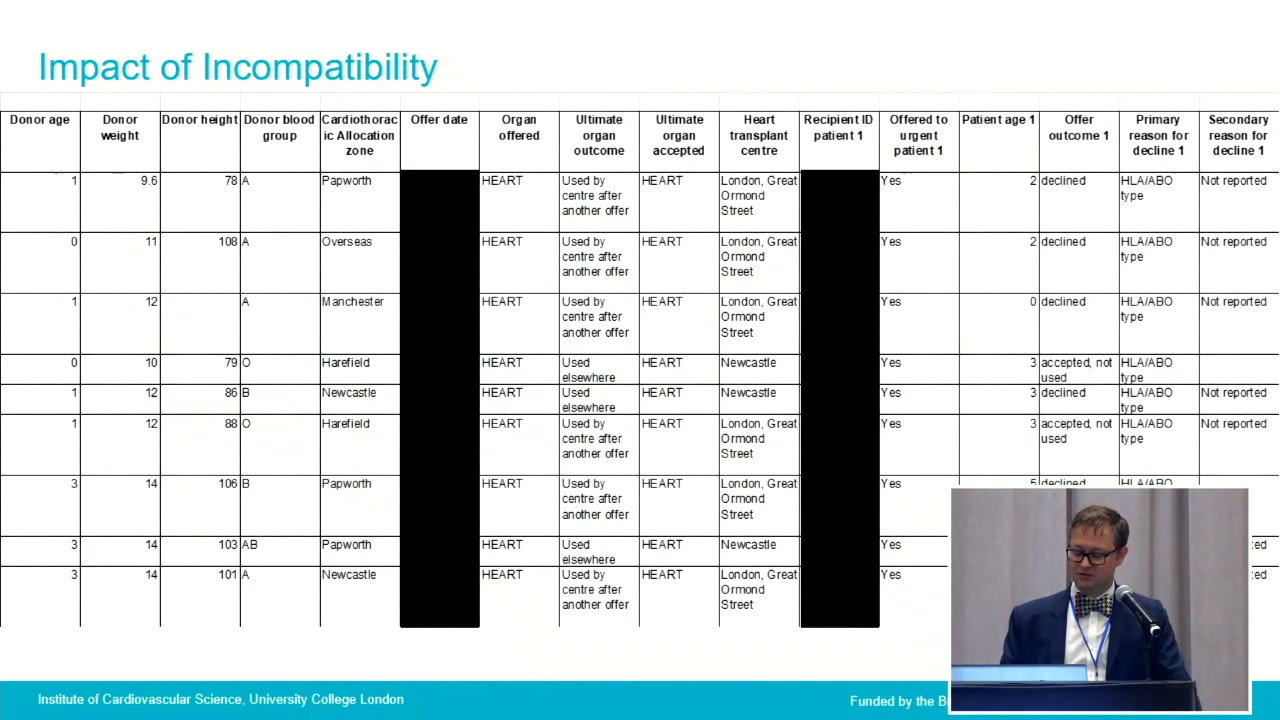 Impact of Incompatibility
Donor age | Donor weight | Donor height | Donor blood group | Cardiothorac ic Allocation zone | Offer date | Organ offered | Ultimate organ outcome | Ultimate organ accepted | Heart transplant centre | Recipient ID patient 1 | Offered to urgent patient 1 | Patient age 1 | Offer outcome 1 | Primary reason for decline 1 | Secondary reason for decline 1
1 | 9.6 | 78 | A | Papworth | HEART | Used by centre after another offer | HEART | London, Great Ormond Street | Yes | 2 | declined | HLA/ABO type | Not reported
0 | 11 | 108 | A | Overseas | HEART | Used by centre after another offer | HEART | London, Great Ormond Street | Yes | 2 | declined | HLA/ABO type | Not reported
1 | 12 | A | Manchester | HEART | Used by centre after another offer | HEART | London, Great Ormond Street | Yes | 0 | declined | HLA/ABO type | Not reported
0 | 10 | 79 | O | Harefield | HEART | Used elsewhere | HEART | Newcastle | Yes | 3 | accepted, not used | HLA/ABO type
1 | 12 | 86 | B | Newcastle | HEART | Used elsewhere | HEART | Newcastle | Yes | 3 | declined | HLA/ABO type | Not reported
1 | 12 | 88 | O | Harefield | HEART | Used by centre after another offer | HEART | London, Great Ormond Street | Yes | 3 | accepted, not used | HLA/ABO type | Not reported
3 | 14 | 106 | B | Papworth | HEART | Used by centre after another offer | HEART | London, Great Ormond Street | Yes | 5 | declined | HLA/ABO
3 | 14 | 103 | AB | Papworth | HEART | Used elsewhere | HEART | Newcastle | Yes
3 | 14 | 101 | A | Newcastle | HEART | Used by centre after another offer | HEART | London, Great Ormond Street | Yes
Institute of Cardiovascular Science, University College London
Funded by the